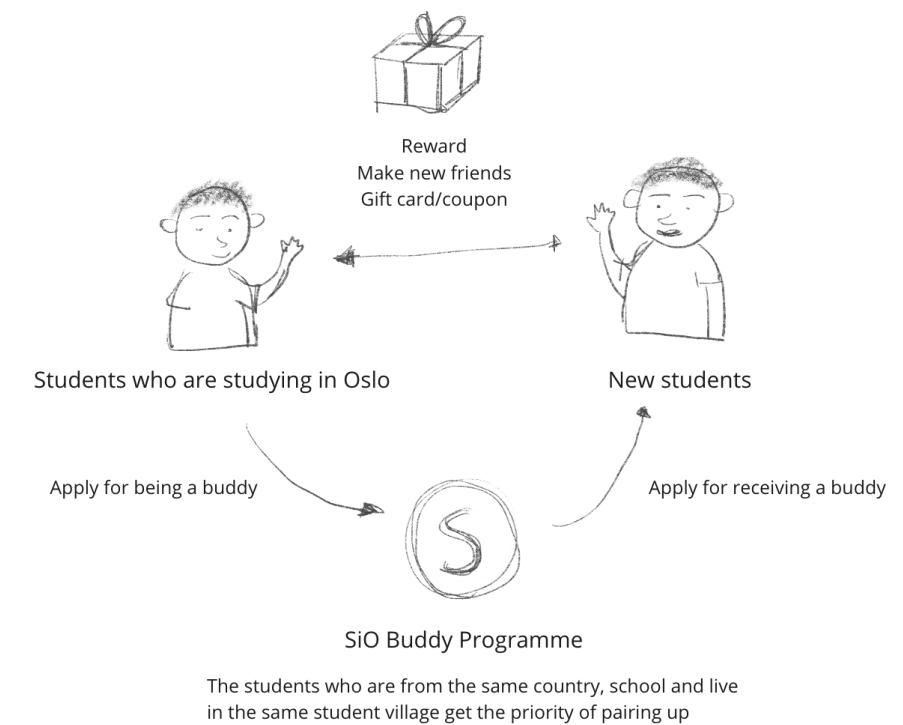 Reward
Make new friends
Gift card/coupon
Students who are studying in Oslo
New students
Apply for being a buddy
Apply for receiving a buddy
S
SiO Buddy Programme
The students who are from the same country, school and live
in the same student village get the priority of pairing up